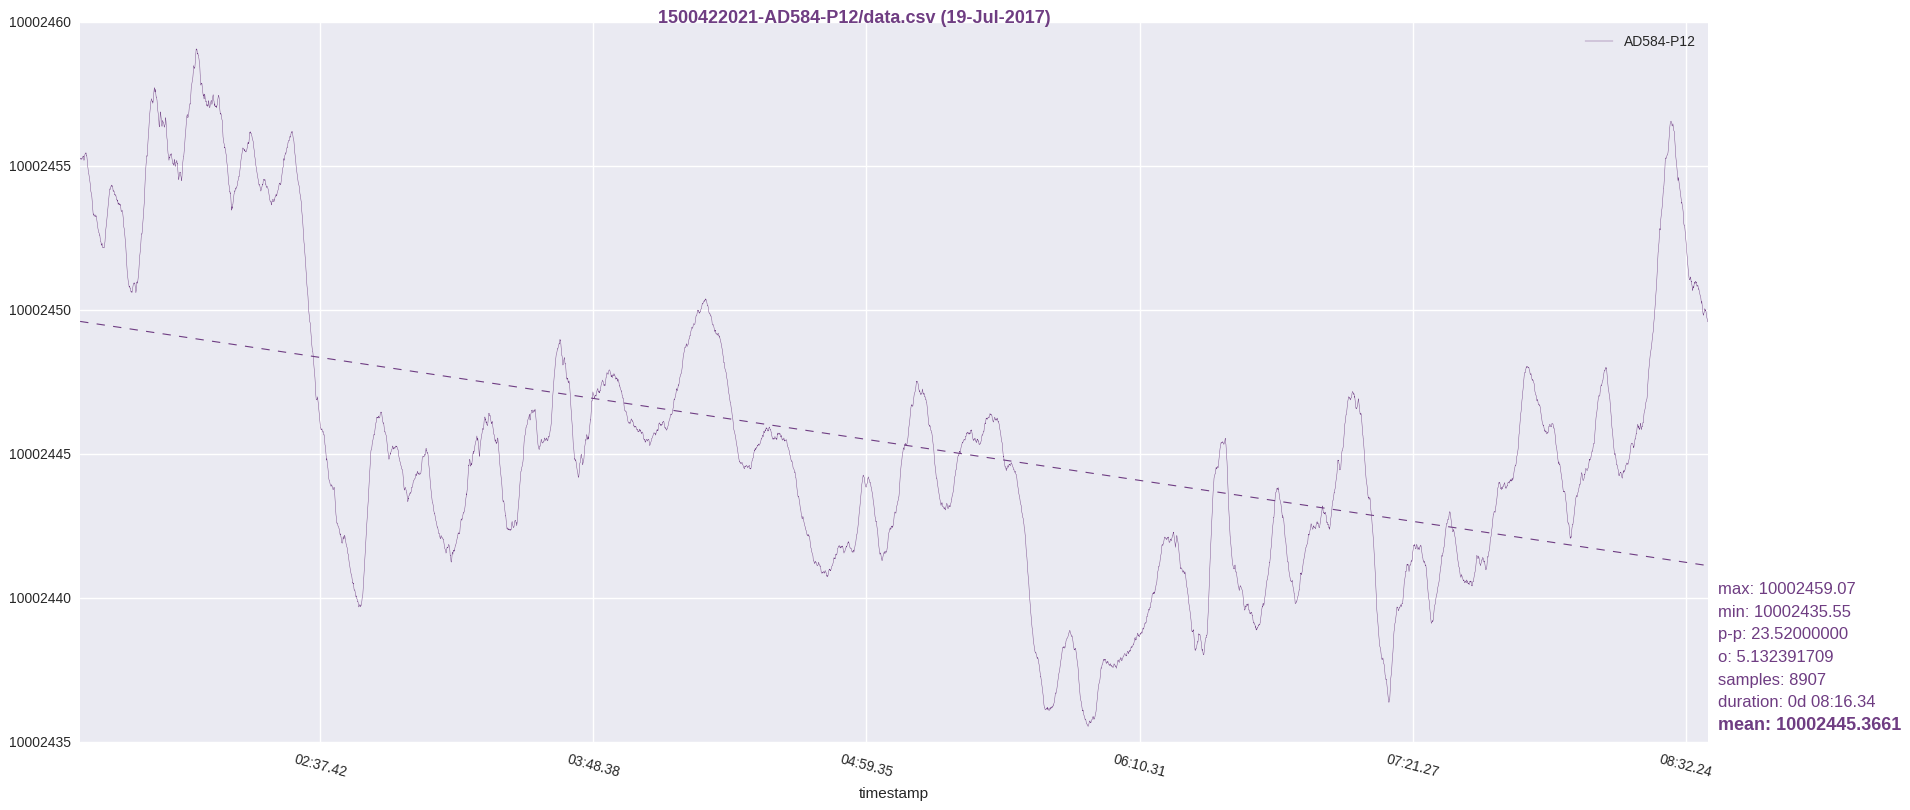 1500422021-AD584-P12/data.csv (19-Jul-2017)
AD584-P12
10002460
10002455
10002450
10002445
10002440
10002435
02:37.42
03:48.38
04:59.35
06:10.31
07:21.27
08:32.24
timestamp
max: 10002459.07
min: 10002435.55
p-p: 23.52000000
o: 5.132391709
samples: 8907
duration: 0d 08:16.34
mean: 10002445.3661